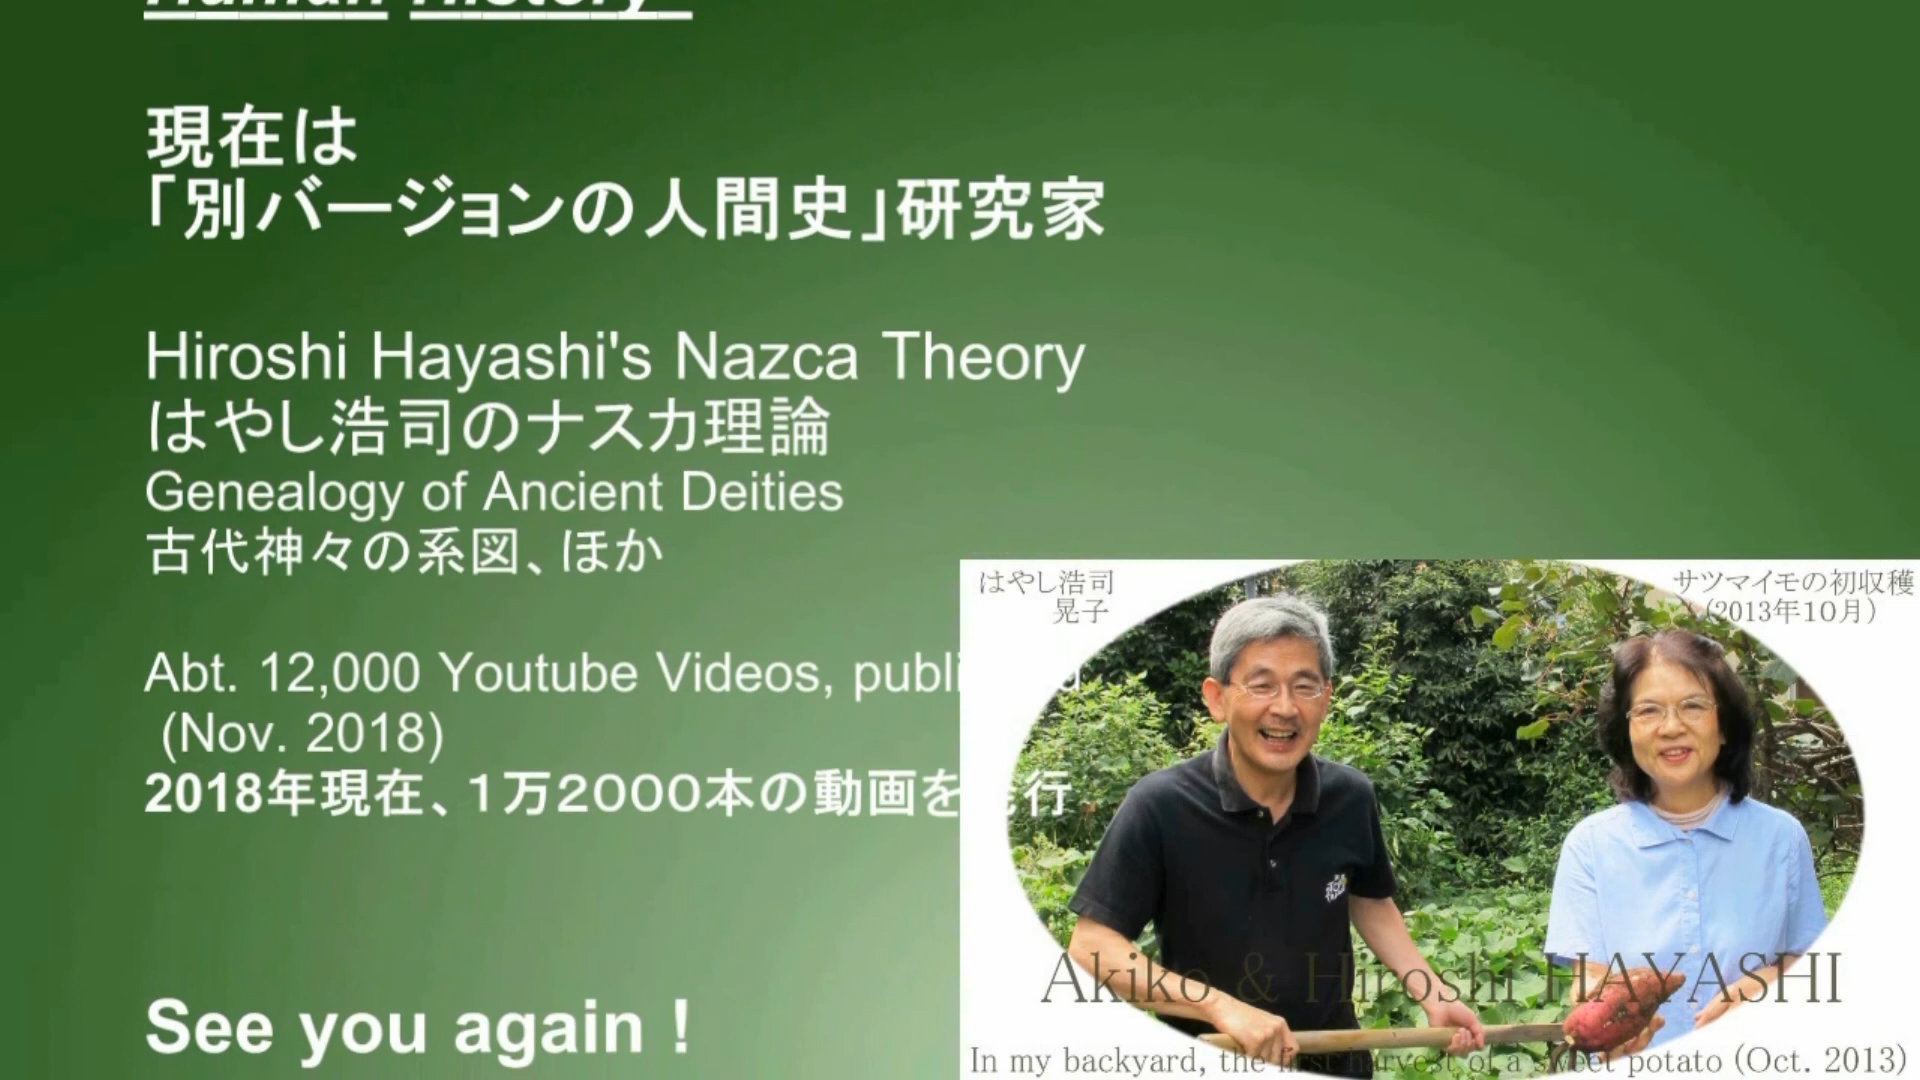 Human History
現在は
「別バージョンの人間史」研究家
Hiroshi Hayashi's Nazca Theory
はやし浩司のナスカ理論
Genealogy of Ancient Deities
古代神々の系図、ほか
Abt. 12,000 Youtube Videos,
(Nov. 2018)
2018年現在、1万2000本の動画を
See you again !
はやし浩司
晃子
サツマイモの初収穫
(2013年10月)
Akiko & Hiroshi HAYASHI
In my backyard, the first harvest of a sweet potato (Oct. 2013)